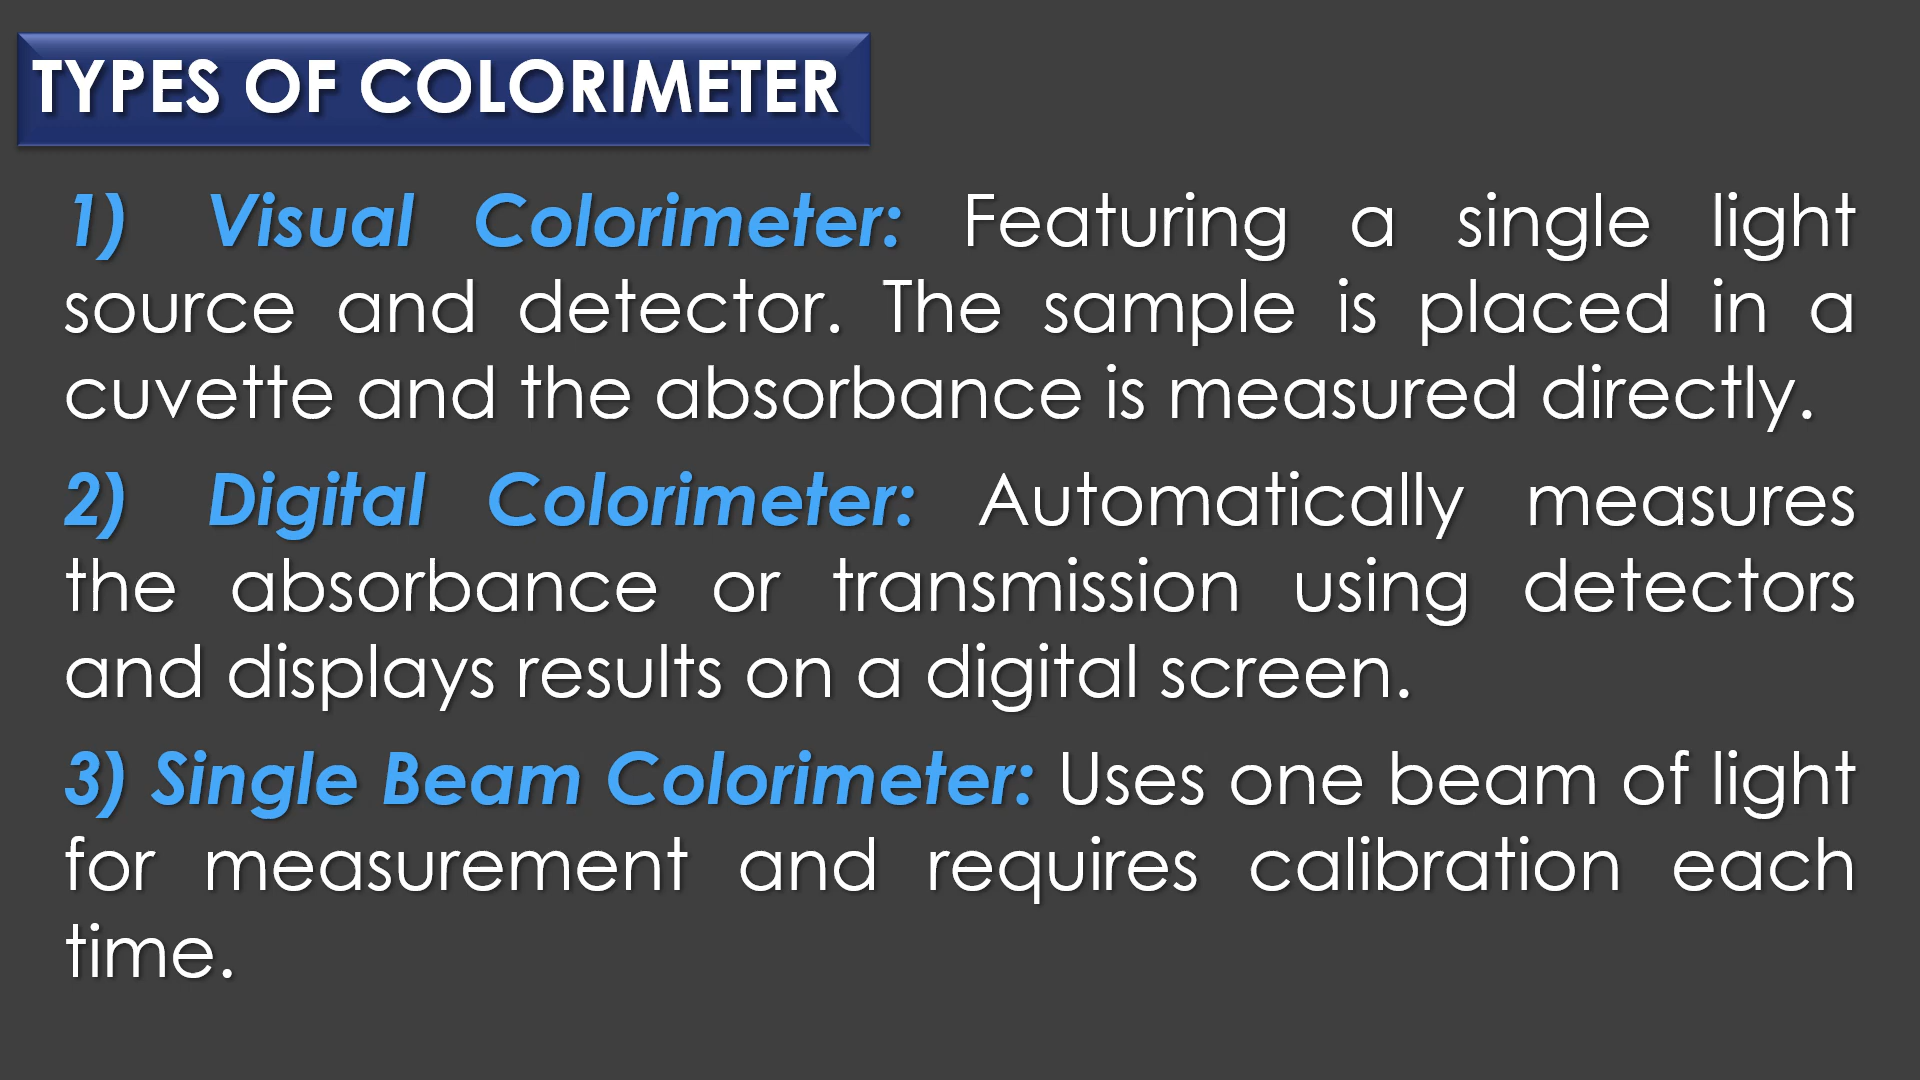 TYPES OF COLORIMETER
1) Visual Colorimeter: Featuring a single light
source and detector. The sample is placed in a
cuvette and the absorbance is measured directly.
2) Digital Colorimeter: Automatically measures
the absorbance or transmission using detectors
and displays results on a digital screen.
3) Single Beam Colorimeter: Uses one beam of light
for measurement and requires calibration each
time.